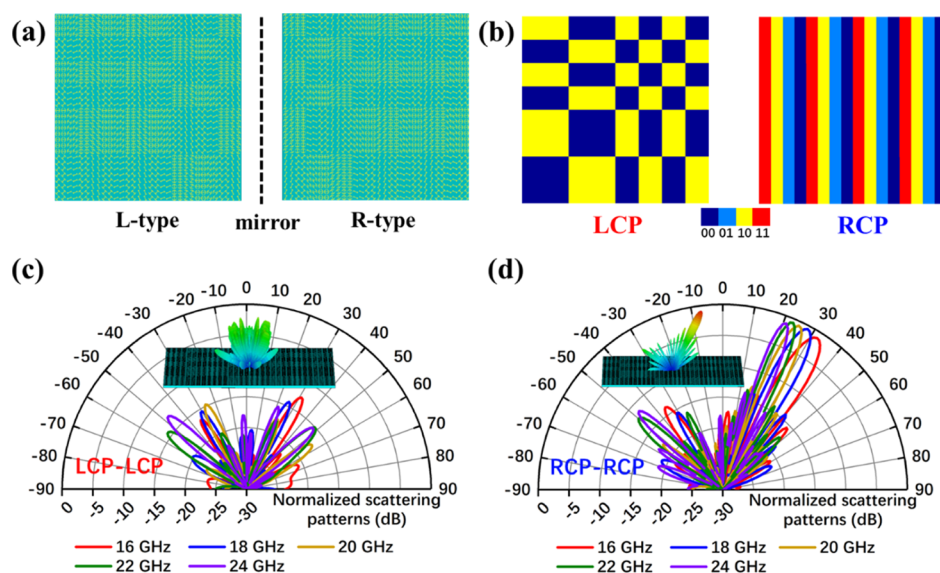 (a)
L-type
mirror
R-type
(b)
LCP
00 01 10 11
RCP
(c)
-90 -80 -70 -60 -50 -40 -30 -20 -10 0 10 20 30 40 50 60 70 80 90
LCP-LCP
0 -5 -10 -15 -20 -25 -30
Normalized scattering
patterns (dB)
16 GHz 18 GHz 20 GHz
22 GHz 24 GHz
(d)
-90 -80 -70 -60 -50 -40 -30 -20 -10 0 10 20 30 40 50 60 70 80 90
RCP-RCP
0 -5 -10 -15 -20 -25 -30
Normalized scattering
patterns (dB)
16 GHz 18 GHz 20 GHz
22 GHz 24 GHz